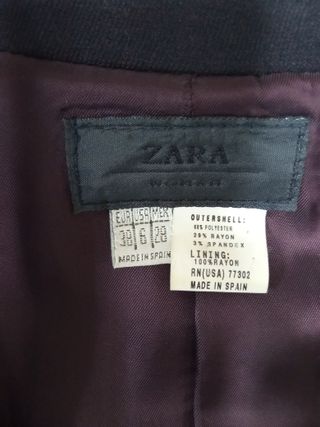 ZARA
WOMAN
EUR USA MEX
38 6 28
MADE IN SPAIN
OUTERSHELL:
68% POLYESTER
29% RAYON
3% SPANDEX
LINING:
100%RAYON
RN(USA) 77302
MADE IN SPAIN